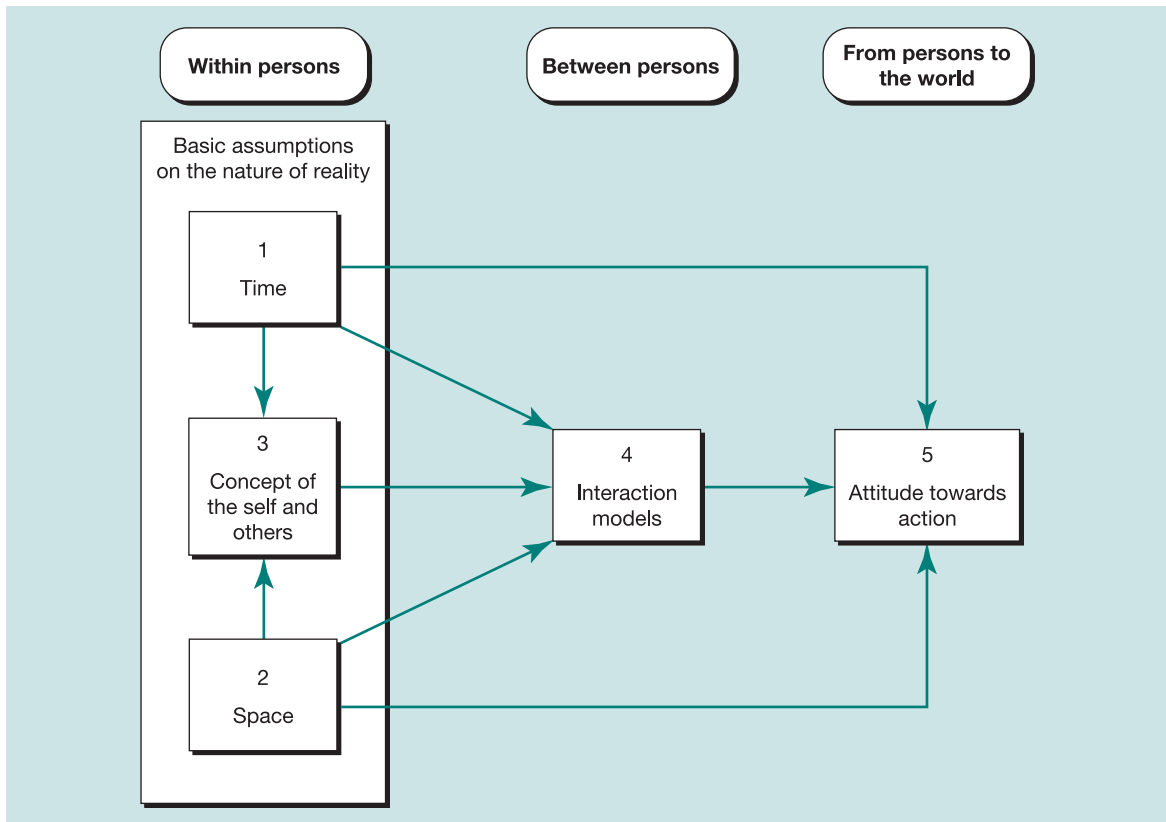 Within persons
Between persons
From persons to
the world
Basic assumptions
on the nature of reality
1
Time
3
Concept of
the self and
others
4
Interaction
models
5
Attitude towards
action
2
Space